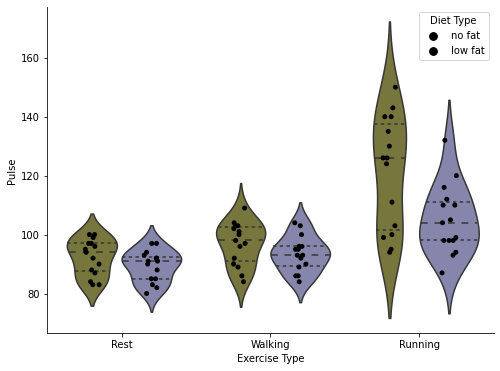 Diet Type
no fat
low fat
160
140
120
100
80
Pulse
Rest
Walking
Running
Exercise Type